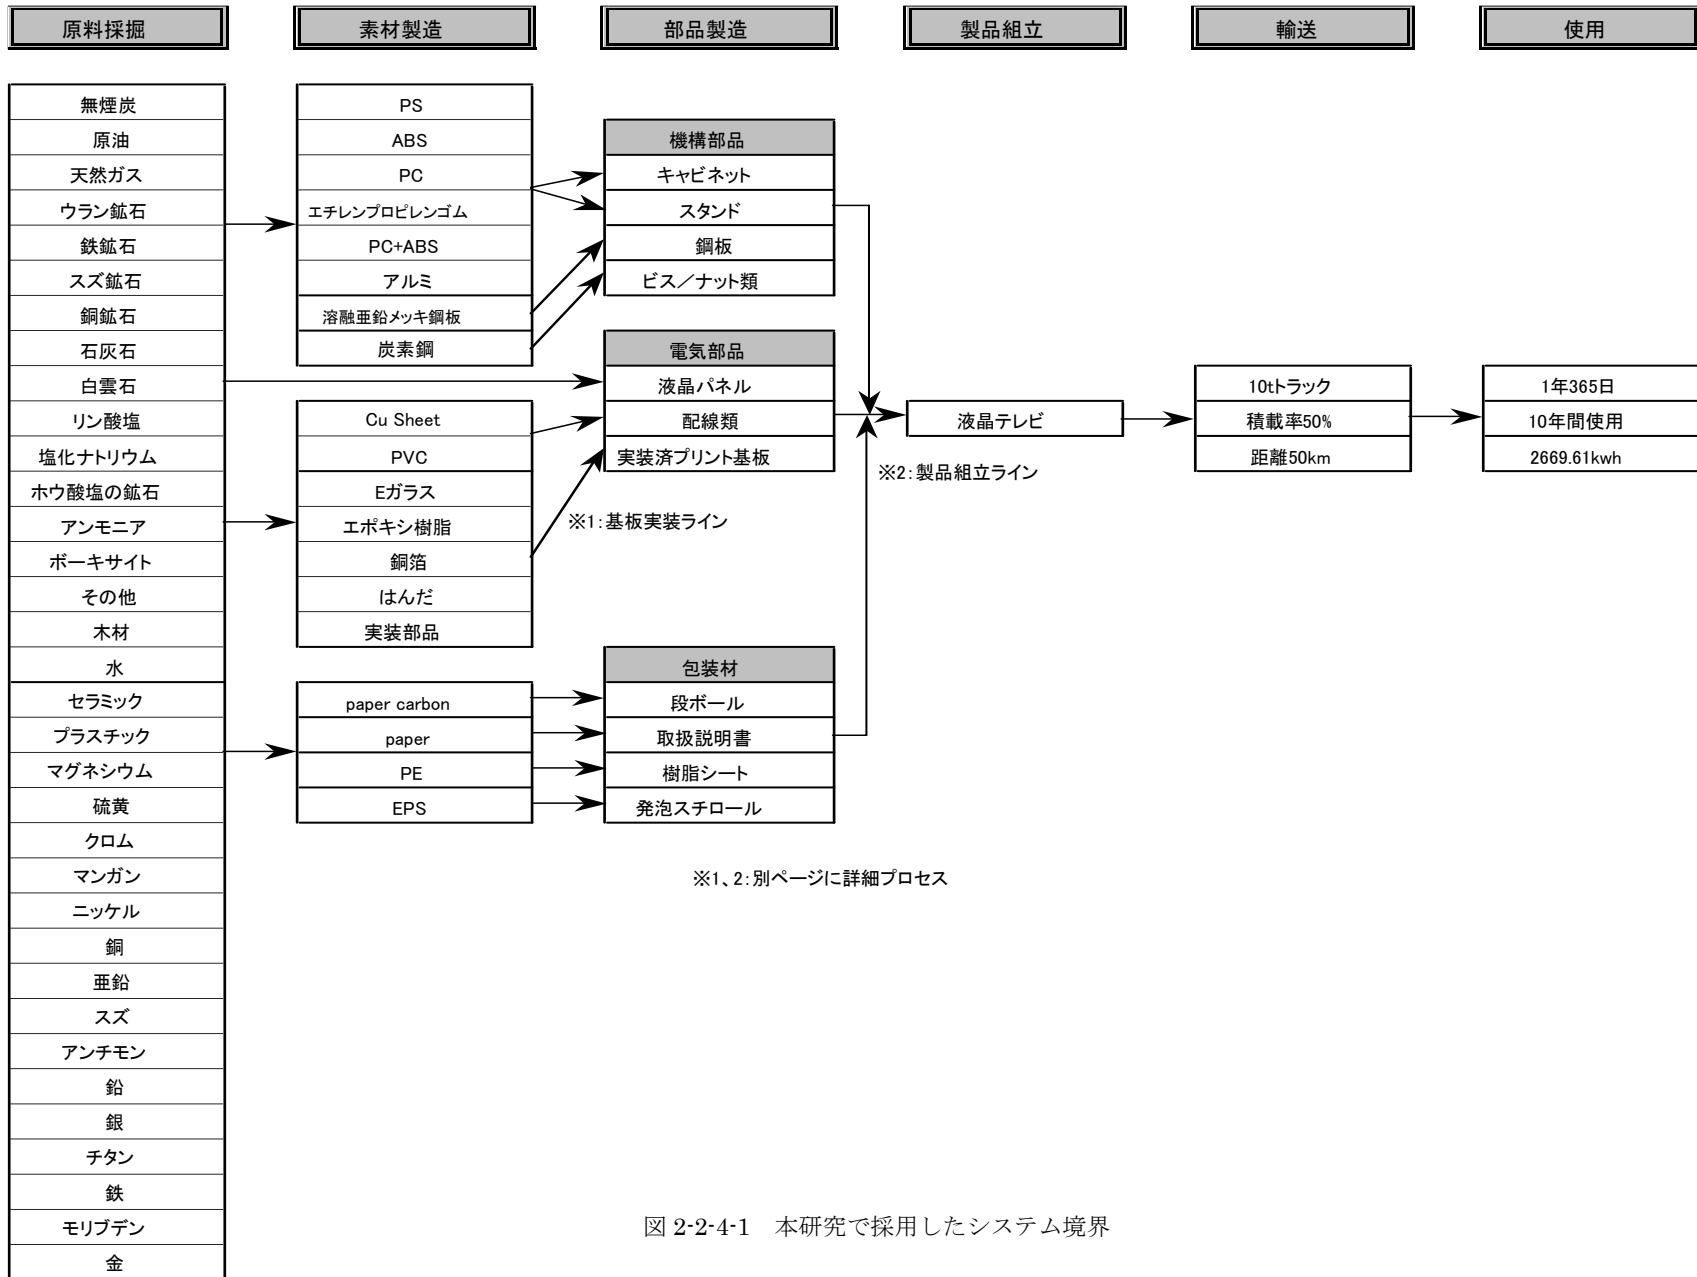 原料採掘
素材製造
部品製造
製品組立
輸送
使用
無煙炭
原油
天然ガス
ウラン鉱石
鉄鉱石
スズ鉱石
銅鉱石
石灰石
白雲石
リン酸塩
塩化ナトリウム
ホウ酸塩の鉱石
アンモニア
ボーキサイト
その他
木材
水
セラミック
プラスチック
マグネシウム
硫黄
クロム
マンガン
ニッケル
銅
亜鉛
スズ
アンチモン
鉛
銀
チタン
鉄
モリブデン
金
PS
ABS
PC
エチレンプロピレンゴム
PC+ABS
アルミ
溶融亜鉛メッキ鋼板
炭素鋼
Cu Sheet
PVC
Eガラス
エポキシ樹脂
銅箔
はんだ
実装部品
paper carbon
paper
PE
EPS
機構部品
キャビネット
スタンド
鋼板
ビス／ナット類
電気部品
液晶パネル
配線類
実装済プリント基板
※1：基板実装ライン
包装材
段ボール
取扱説明書
樹脂シート
発泡スチロール
液晶テレビ
※2：製品組立ライン
10tトラック
積載率50%
距離50km
1年365日
10年間使用
2669.61kwh
※1、2：別ページに詳細プロセス
図 2-2-4-1　本研究で採用したシステム境界